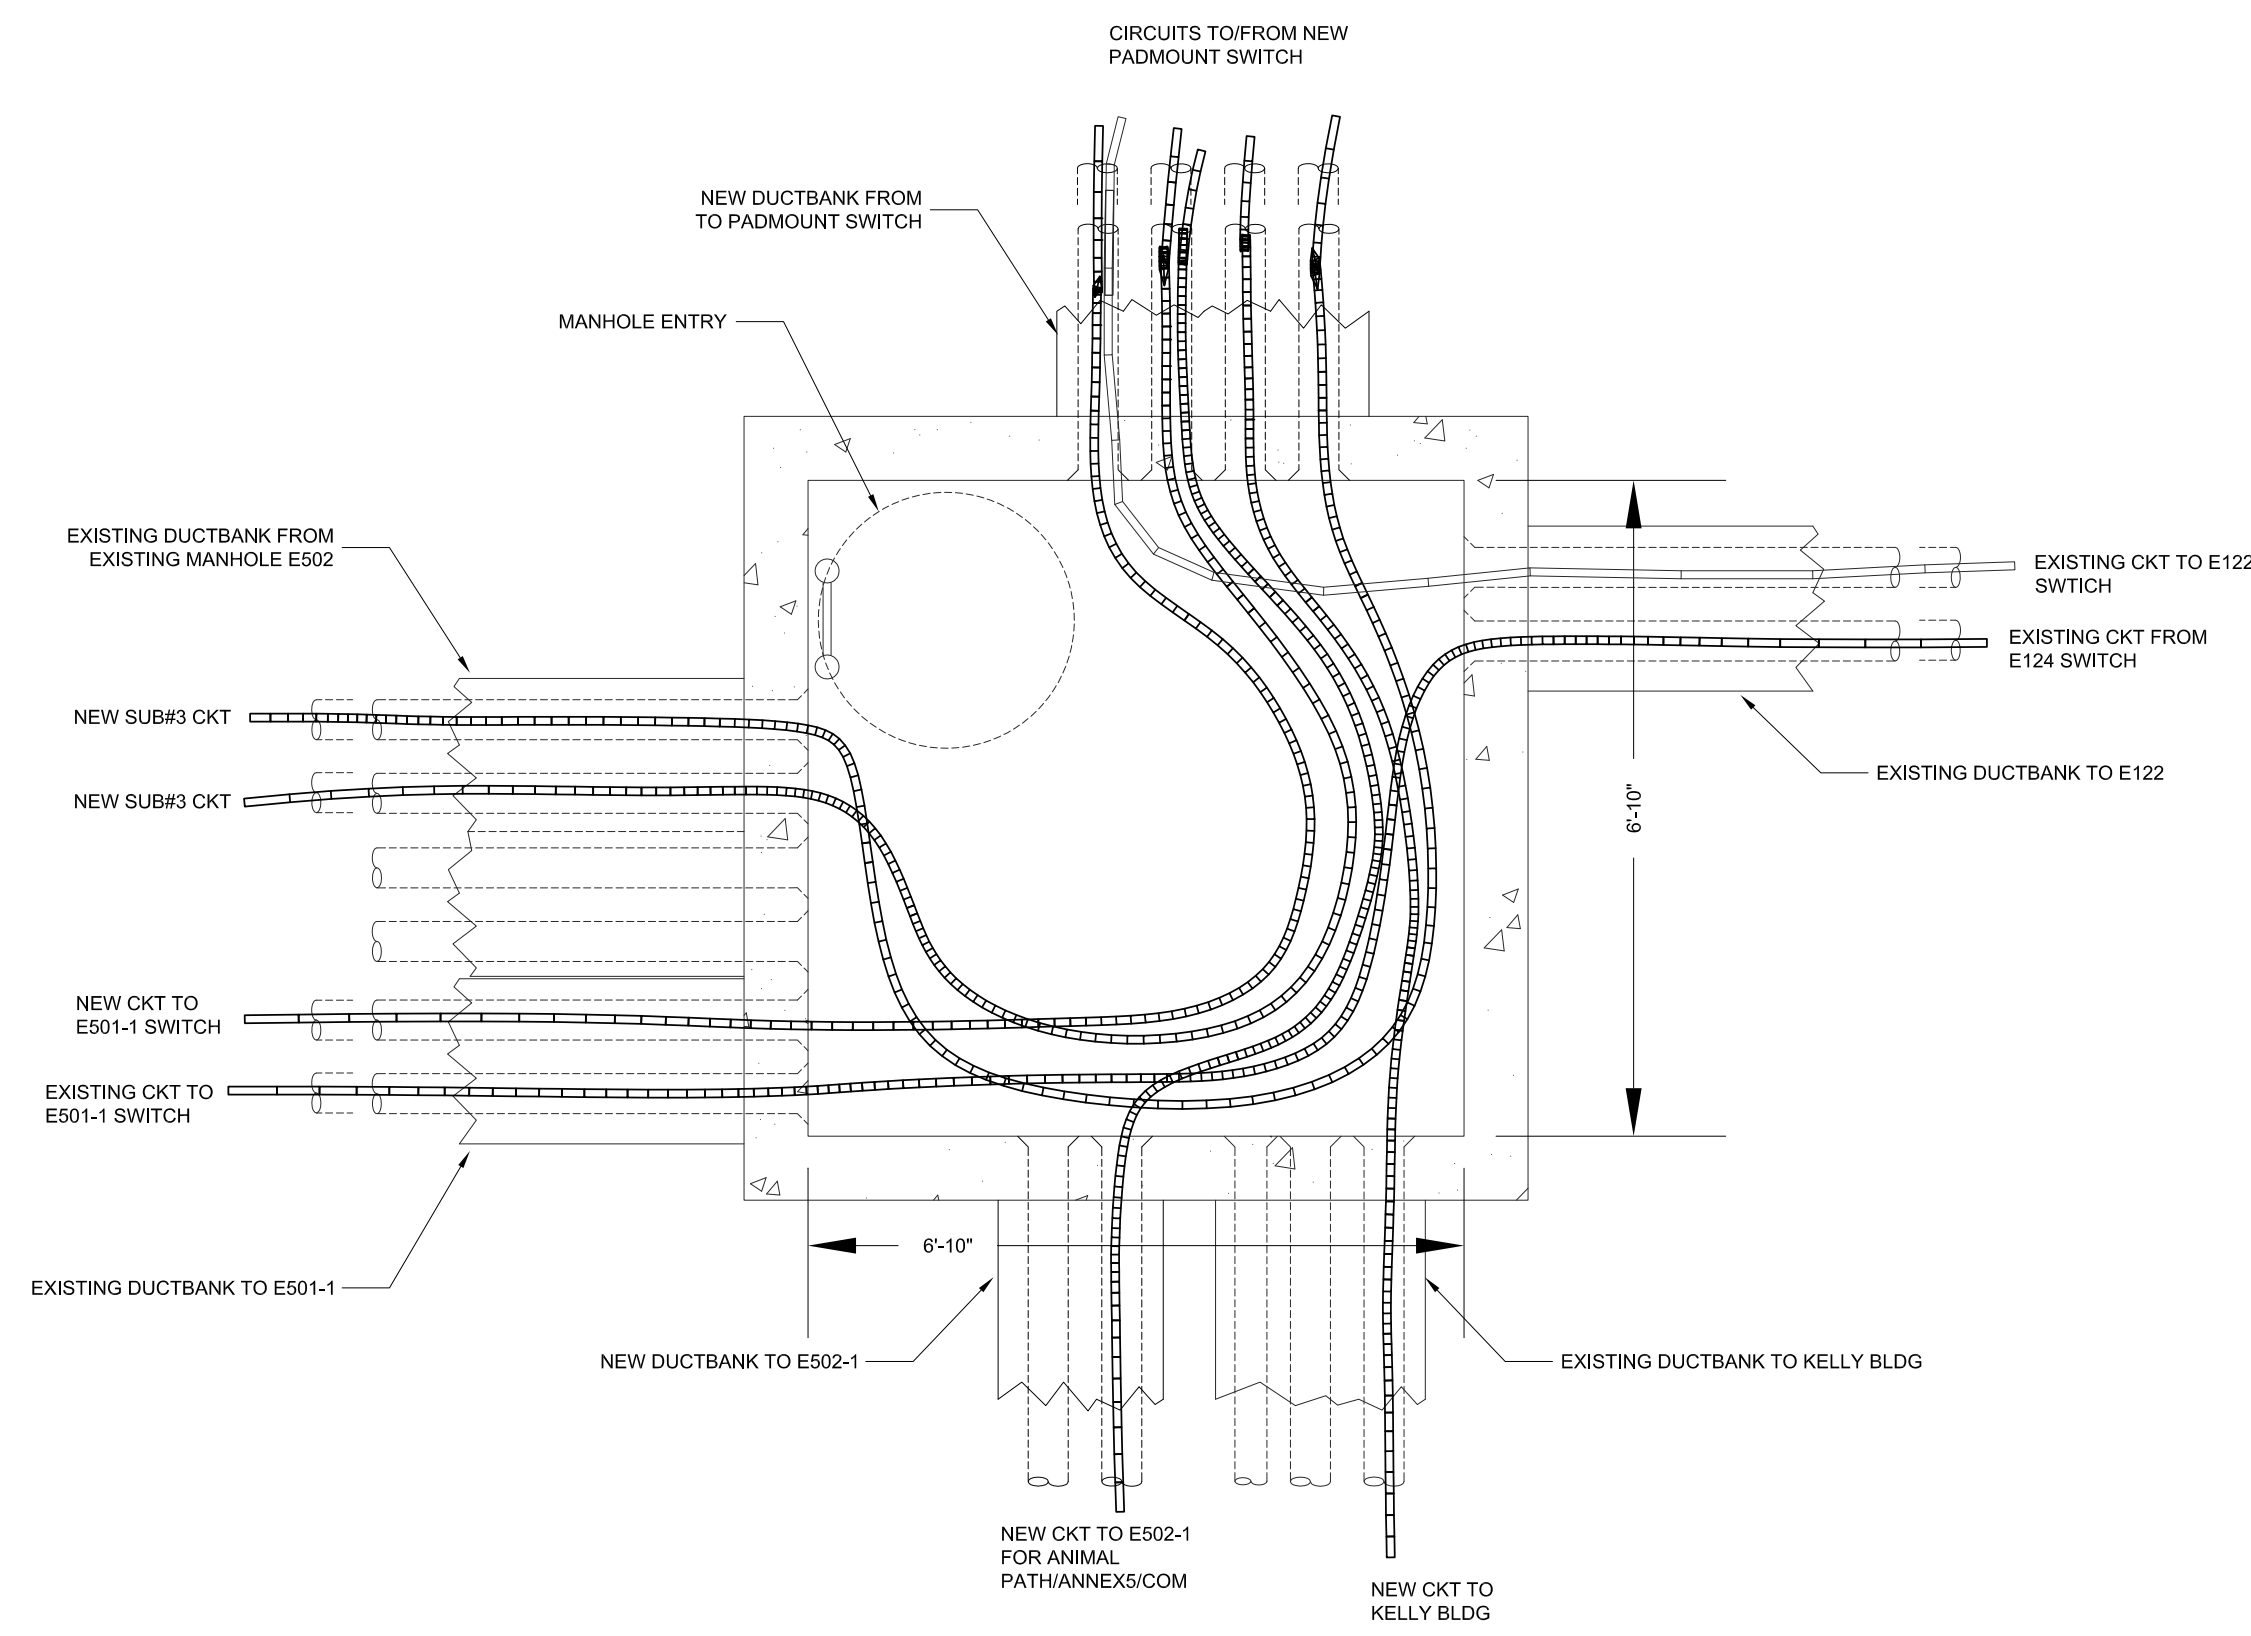 CIRCUITS TO/FROM NEW
PADMOUNT SWITCH
NEW DUCTBANK FROM
TO PADMOUNT SWITCH
MANHOLE ENTRY
EXISTING DUCTBANK FROM
EXISTING MANHOLE E502
EXISTING CKT TO E122
SWTICH
EXISTING CKT FROM
E124 SWITCH
NEW SUB#3 CKT
NEW SUB#3 CKT
EXISTING DUCTBANK TO E122
6'-10"
NEW CKT TO
E501-1 SWITCH
EXISTING CKT TO
E501-1 SWITCH
6'-10"
EXISTING DUCTBANK TO E501-1
NEW DUCTBANK TO E502-1
EXISTING DUCTBANK TO KELLY BLDG
NEW CKT TO E502-1
FOR ANIMAL
PATH/ANNEX5/COM
NEW CKT TO
KELLY BLDG